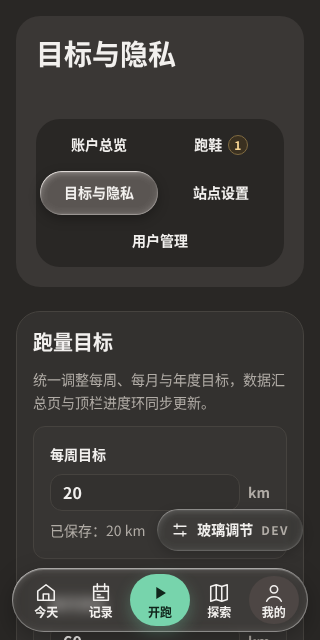 目标与隐私
账户总览
跑鞋 1
目标与隐私
站点设置
用户管理
跑量目标
统一调整每周、每月与年度目标，数据汇
总页与顶栏进度环同步更新。
每周目标
20 km
已保存：20 km
玻璃调节 DEV
今天
记录
开跑
探索
我的